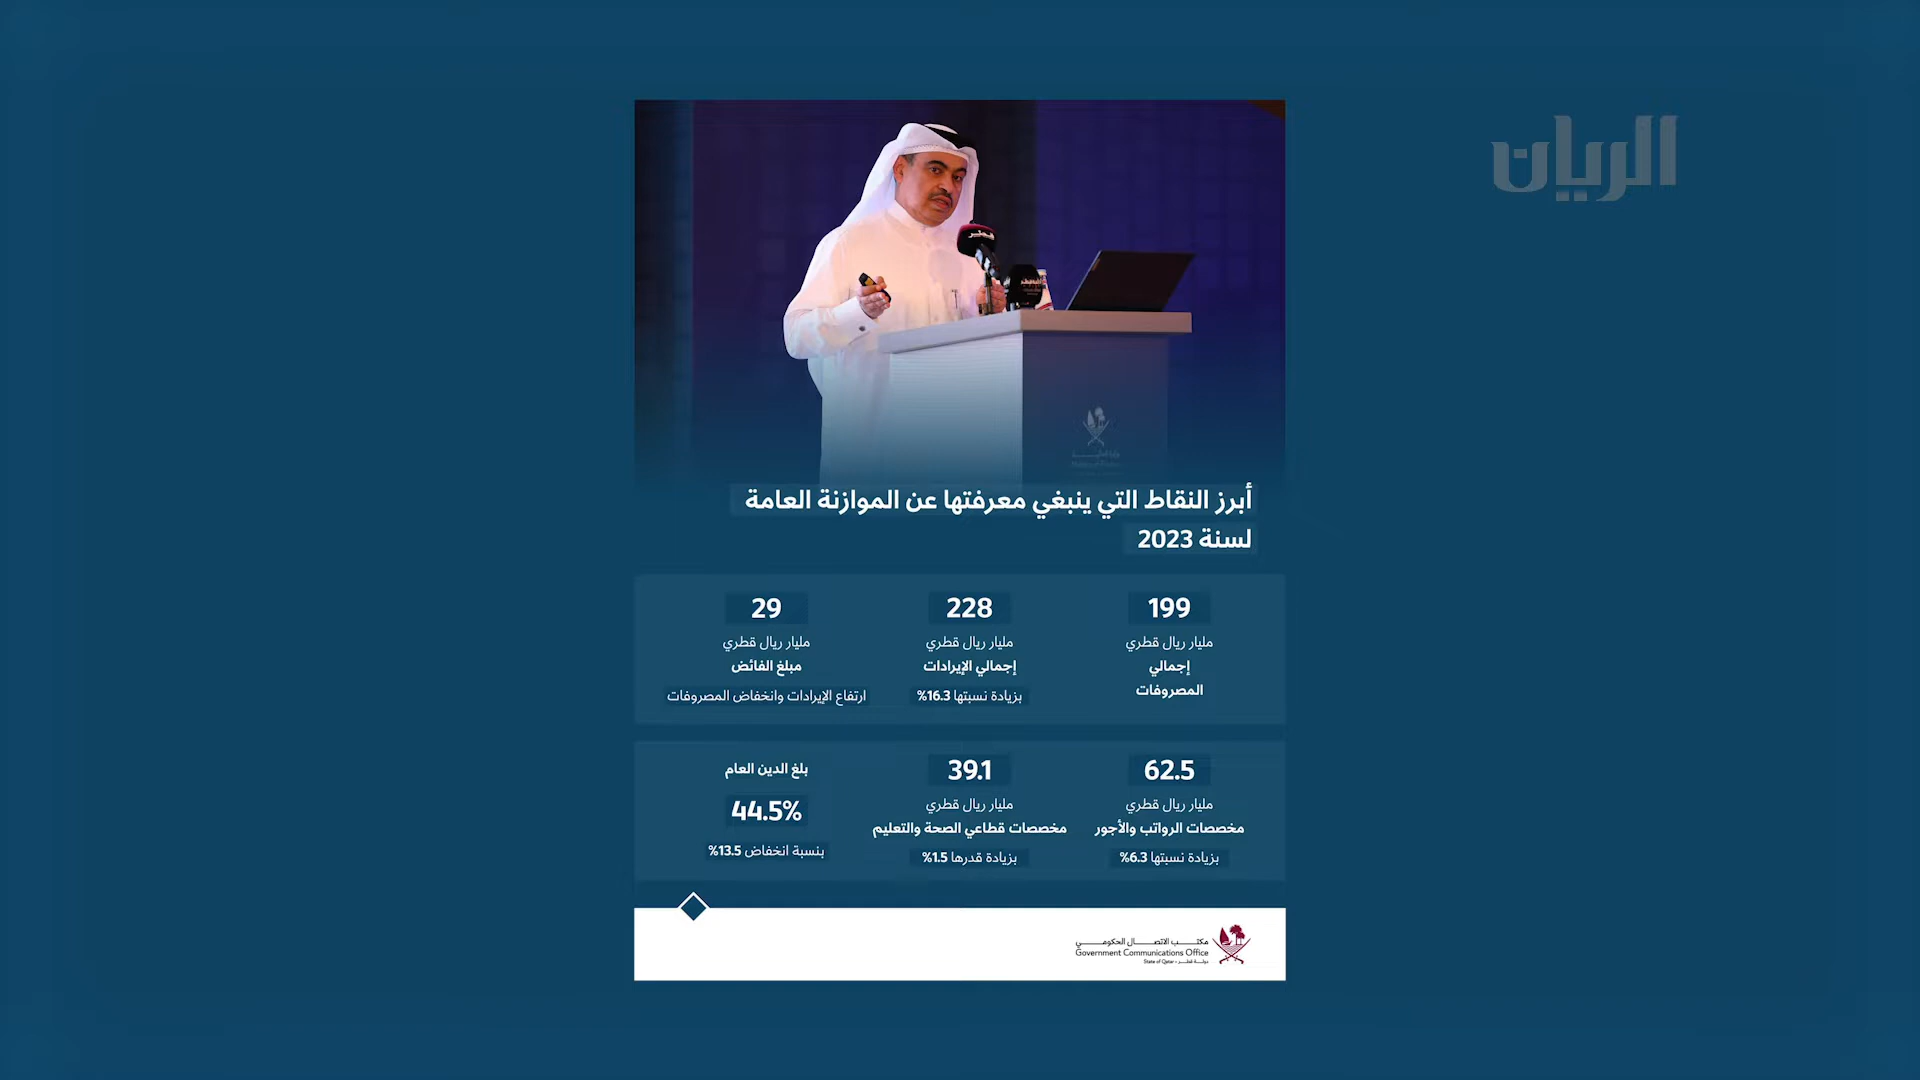 الريان
قطر
أبرز النقاط التي ينبغي معرفتها عن الموازنة العامة
لسنة 2023
199
مليار ريال قطري
إجمالي
المصروفات
228
مليار ريال قطري
إجمالي الإيرادات
بزيادة نسبتها 16.3%
29
مليار ريال قطري
مبلغ الفائض
ارتفاع الإيرادات وانخفاض المصروفات
62.5
مليار ريال قطري
مخصصات الرواتب والأجور
بزيادة نسبتها 6.3%
39.1
مليار ريال قطري
مخصصات قطاعي الصحة والتعليم
بزيادة قدرها 1.5%
بلغ الدين العام
44.5%
بنسبة انخفاض 13.5%
مكتب الاتصال الحكومي
Government Communications Office
State of Qatar - دولة قطر